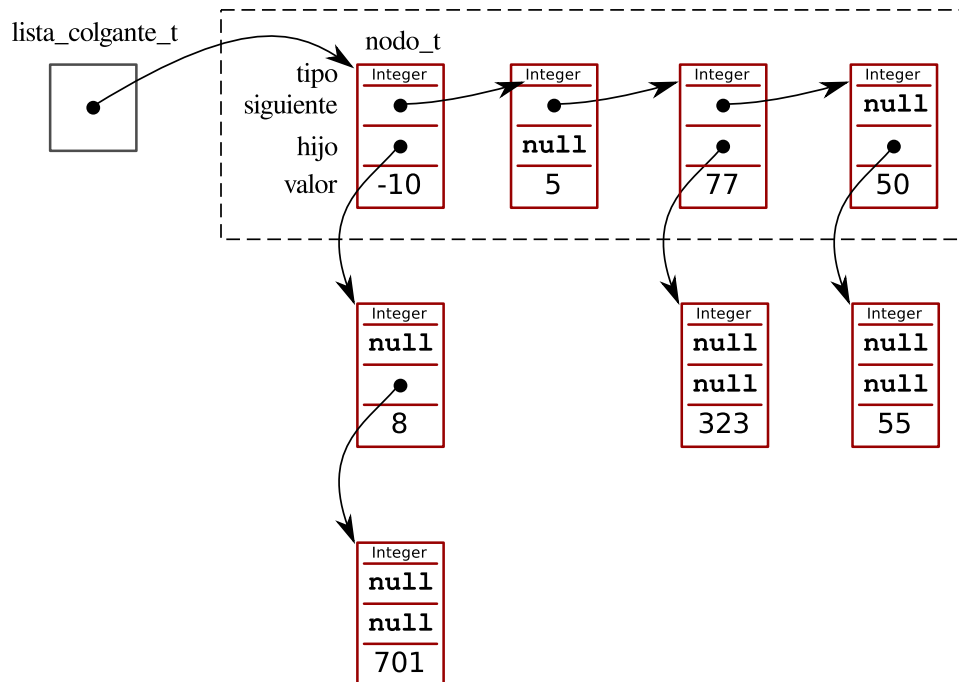 lista_colgante_t
nodo_t
tipo Integer Integer Integer Integer
siguiente null
hijo null
valor -10 5 77 50
Integer Integer Integer
null null null
null null
8 323 55
Integer
null
null
701